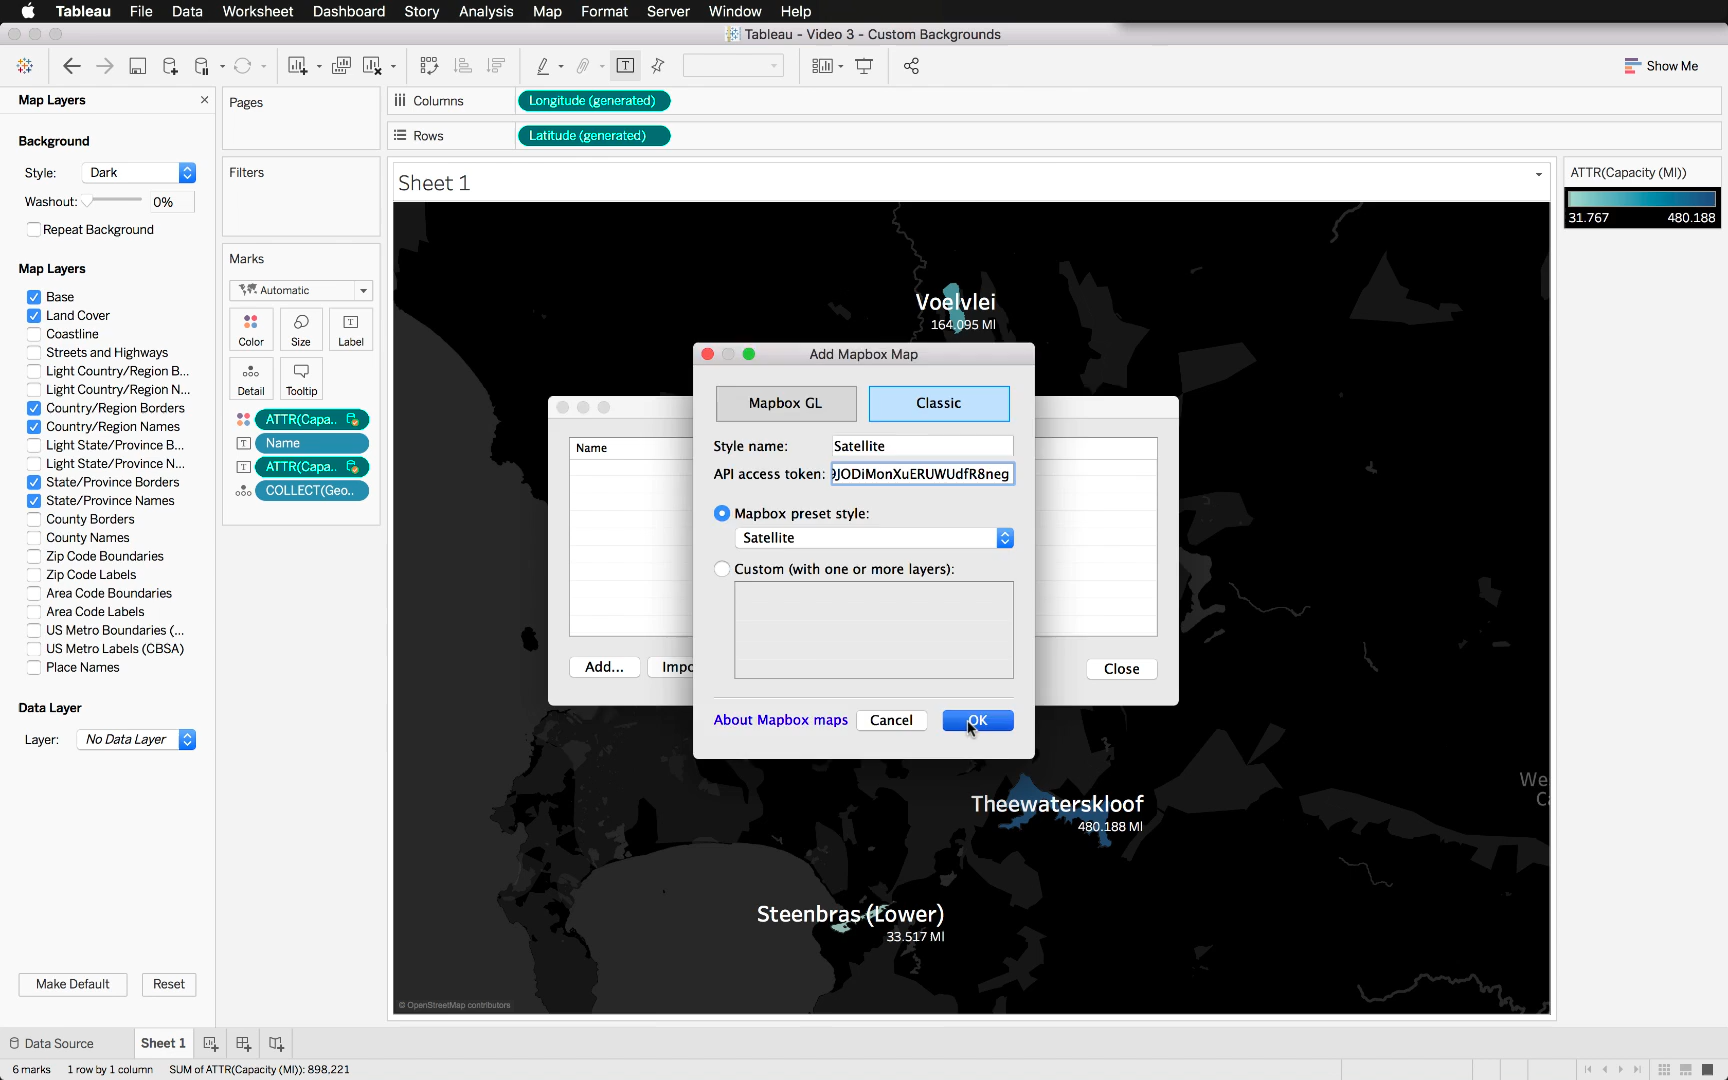 Tableau File Data Worksheet Dashboard Story Analysis Map Format Server Window Help
Tableau - Video 3 - Custom Backgrounds
Show Me
Map Layers
Background
Style: Dark
Washout: 0%
Repeat Background
Map Layers
Base
Land Cover
Coastline
Streets and Highways
Light Country/Region B...
Light Country/Region N...
Country/Region Borders
Country/Region Names
Light State/Province B...
Light State/Province N...
State/Province Borders
State/Province Names
County Borders
County Names
Zip Code Boundaries
Zip Code Labels
Area Code Boundaries
Area Code Labels
US Metro Boundaries (...
US Metro Labels (CBSA)
Place Names
Data Layer
Layer: No Data Layer
Make Default Reset
Pages
Filters
Marks
Automatic
Color Size Label
Detail Tooltip
ATTR(Capa..
Name
ATTR(Capa..
COLLECT(Geo..
Columns Longitude (generated)
Rows Latitude (generated)
Sheet 1
Voelvlei
164.095 Ml
Name
Add...
Impo
Close
Add Mapbox Map
Mapbox GL Classic
Style name: Satellite
API access token: JODiMonXuERUWUdfR8neg
Mapbox preset style:
Satellite
Custom (with one or more layers):
About Mapbox maps Cancel OK
Theewaterskloof
480.188 Ml
Steenbras (Lower)
33.517 Ml
We
Ca
© OpenStreetMap contributors
ATTR(Capacity (Ml))
31.767 480.188
Data Source Sheet 1
6 marks 1 row by 1 column SUM of ATTR(Capacity (Ml)): 898,221